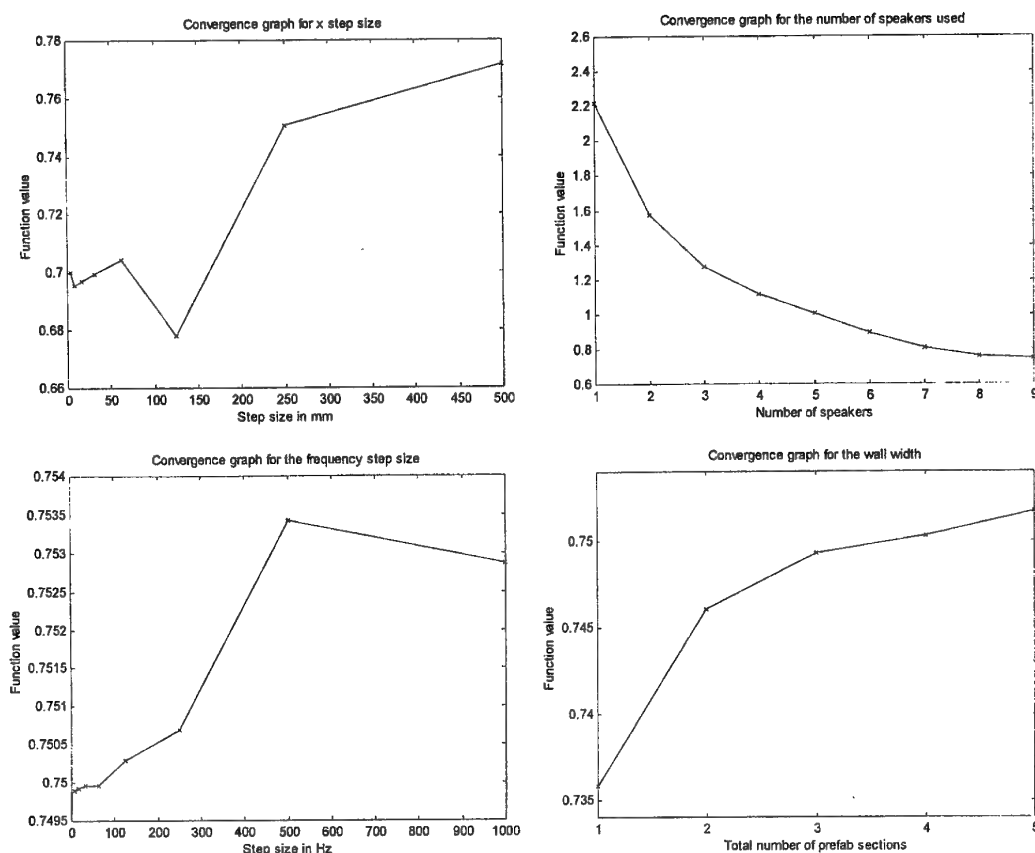 Convergence graph for x step size
0.78
0.76
0.74
0.72
0.7
0.68
0.66
Function value
0 50 100 150 200 250 300 350 400 450 500
Step size in mm
Convergence graph for the number of speakers used
2.6
2.4
2.2
2
1.8
1.6
1.4
1.2
1
0.8
0.6
Function value
1 2 3 4 5 6 7 8 9
Number of speakers
Convergence graph for the frequency step size
0.754
0.7535
0.753
0.7525
0.752
0.7515
0.751
0.7505
0.75
0.7495
Function value
0 100 200 300 400 500 600 700 800 900 1000
Step size in Hz
Convergence graph for the wall width
0.75
0.745
0.74
0.735
Function value
1 2 3 4 5
Total number of prefab sections